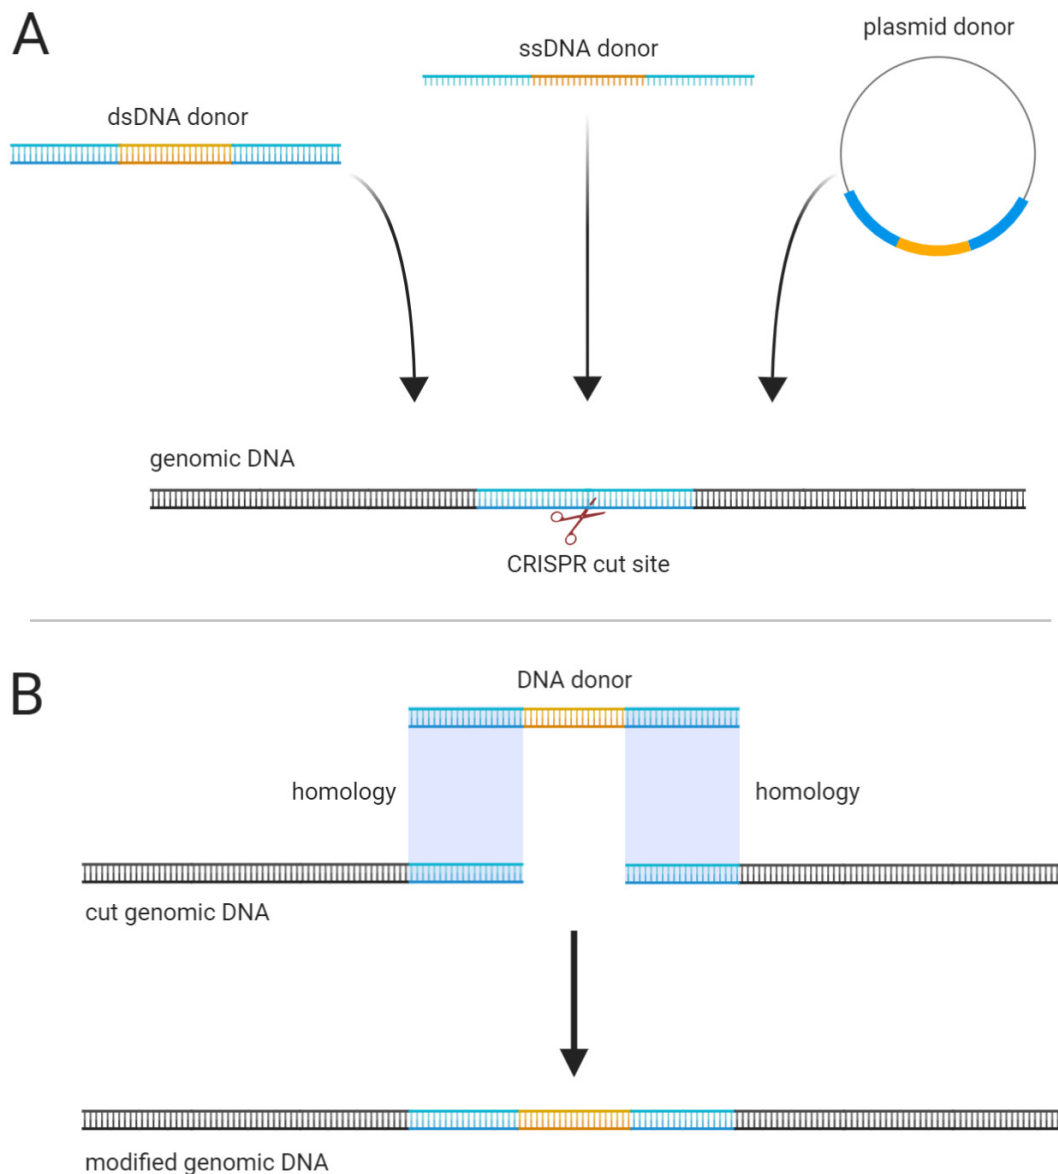 A
plasmid donor
ssDNA donor
dsDNA donor
genomic DNA
CRISPR cut site
B
DNA donor
homology
homology
cut genomic DNA
modified genomic DNA